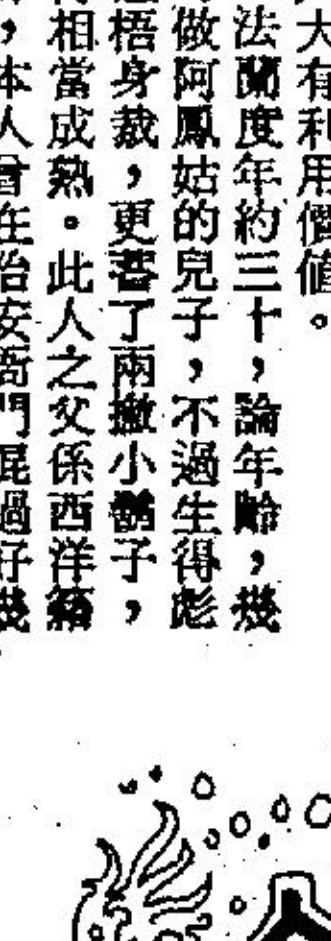 大有利用價值。
法蘭度年約三十，論年齡，幾
做阿鳳姑的兒子，不過生得彪
梧身裁，更蓄了兩撇小鬍子，
相當成熟。此人之父係西洋籍
，本人曾在治安衙門混過好幾